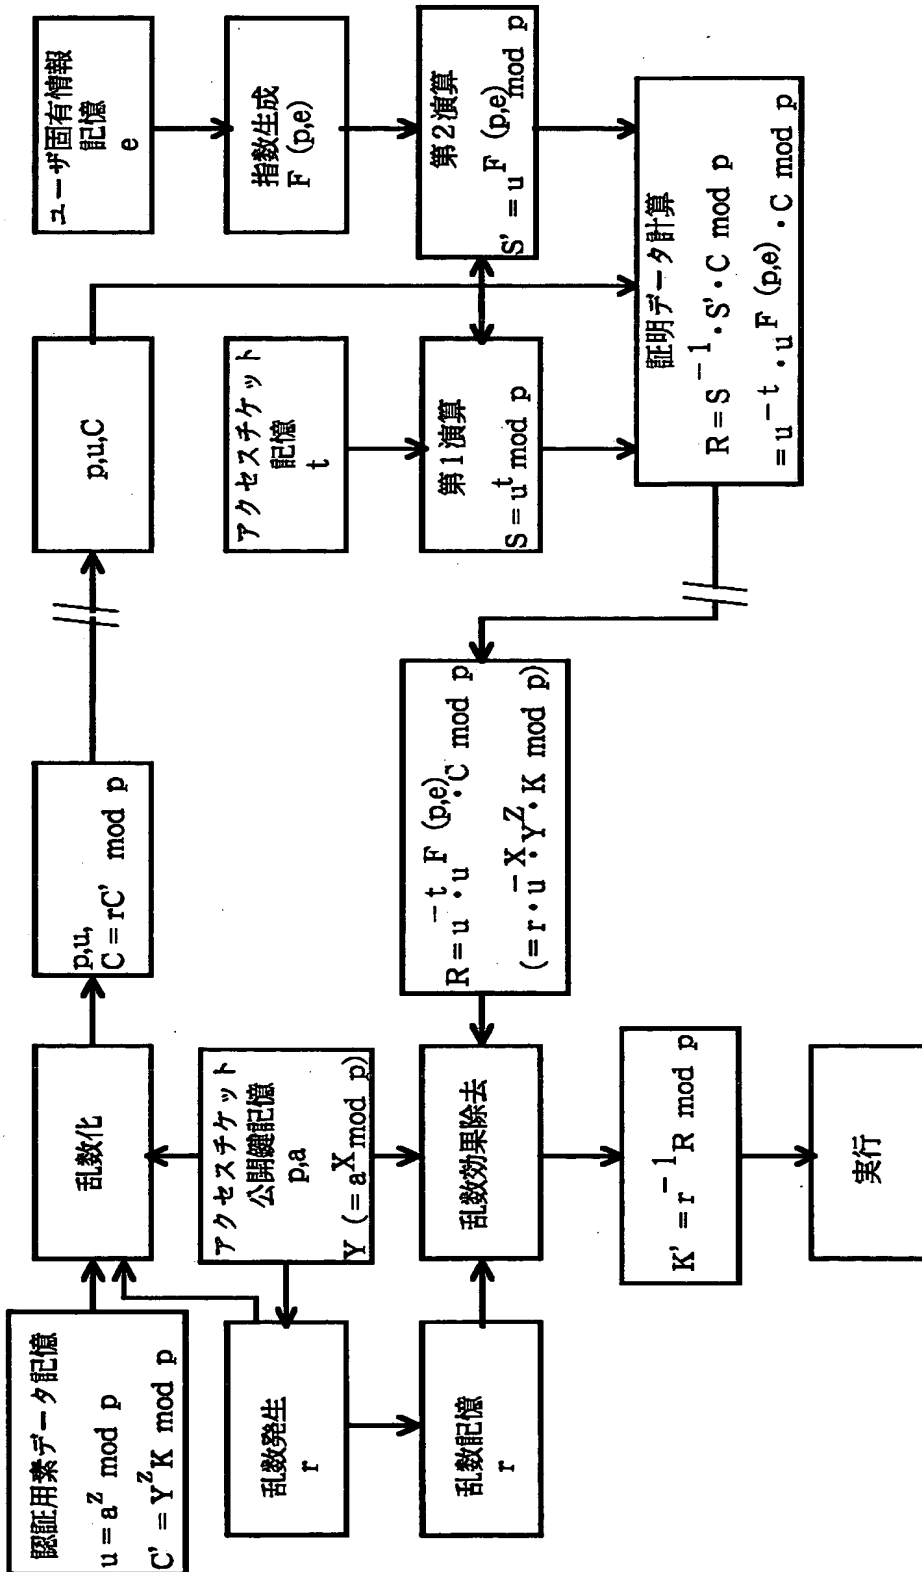 認証用素データ記憶
u＝a^z mod p
C'＝Y^z K mod p
乱数化
p,u,
C＝rC' mod p
p,u,C
ユーザ固有情報
記憶
e
乱数発生
r
アクセスチケット
公開鍵記憶
p,a
Y (＝a^X mod p)
アクセスチケット
記憶
t
指数生成
F (p,e)
乱数記憶
r
乱数効果除去
R＝u^-t・u^F (p,e)・C mod p
(＝r・u^-X・Y^Z・K mod p)
第1演算
S＝u^t mod p
第2演算
S'＝u^F (p,e) mod p
K'＝r^-1 R mod p
証明データ計算
R＝S^-1・S'・C mod p
＝u^-t・u^F (p,e)・C mod p
実行